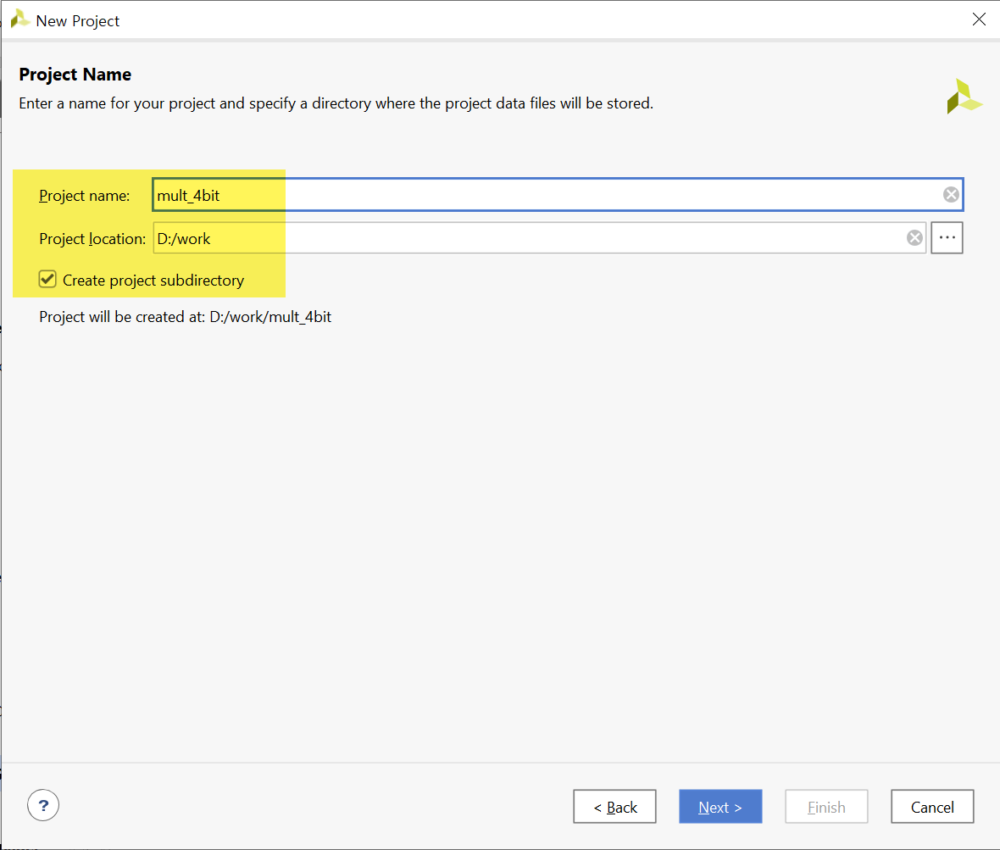 New Project
Project Name
Enter a name for your project and specify a directory where the project data files will be stored.
Project name: mult_4bit
Project location: D:/work
...
Create project subdirectory
Project will be created at: D:/work/mult_4bit
? < Back Next > Finish Cancel